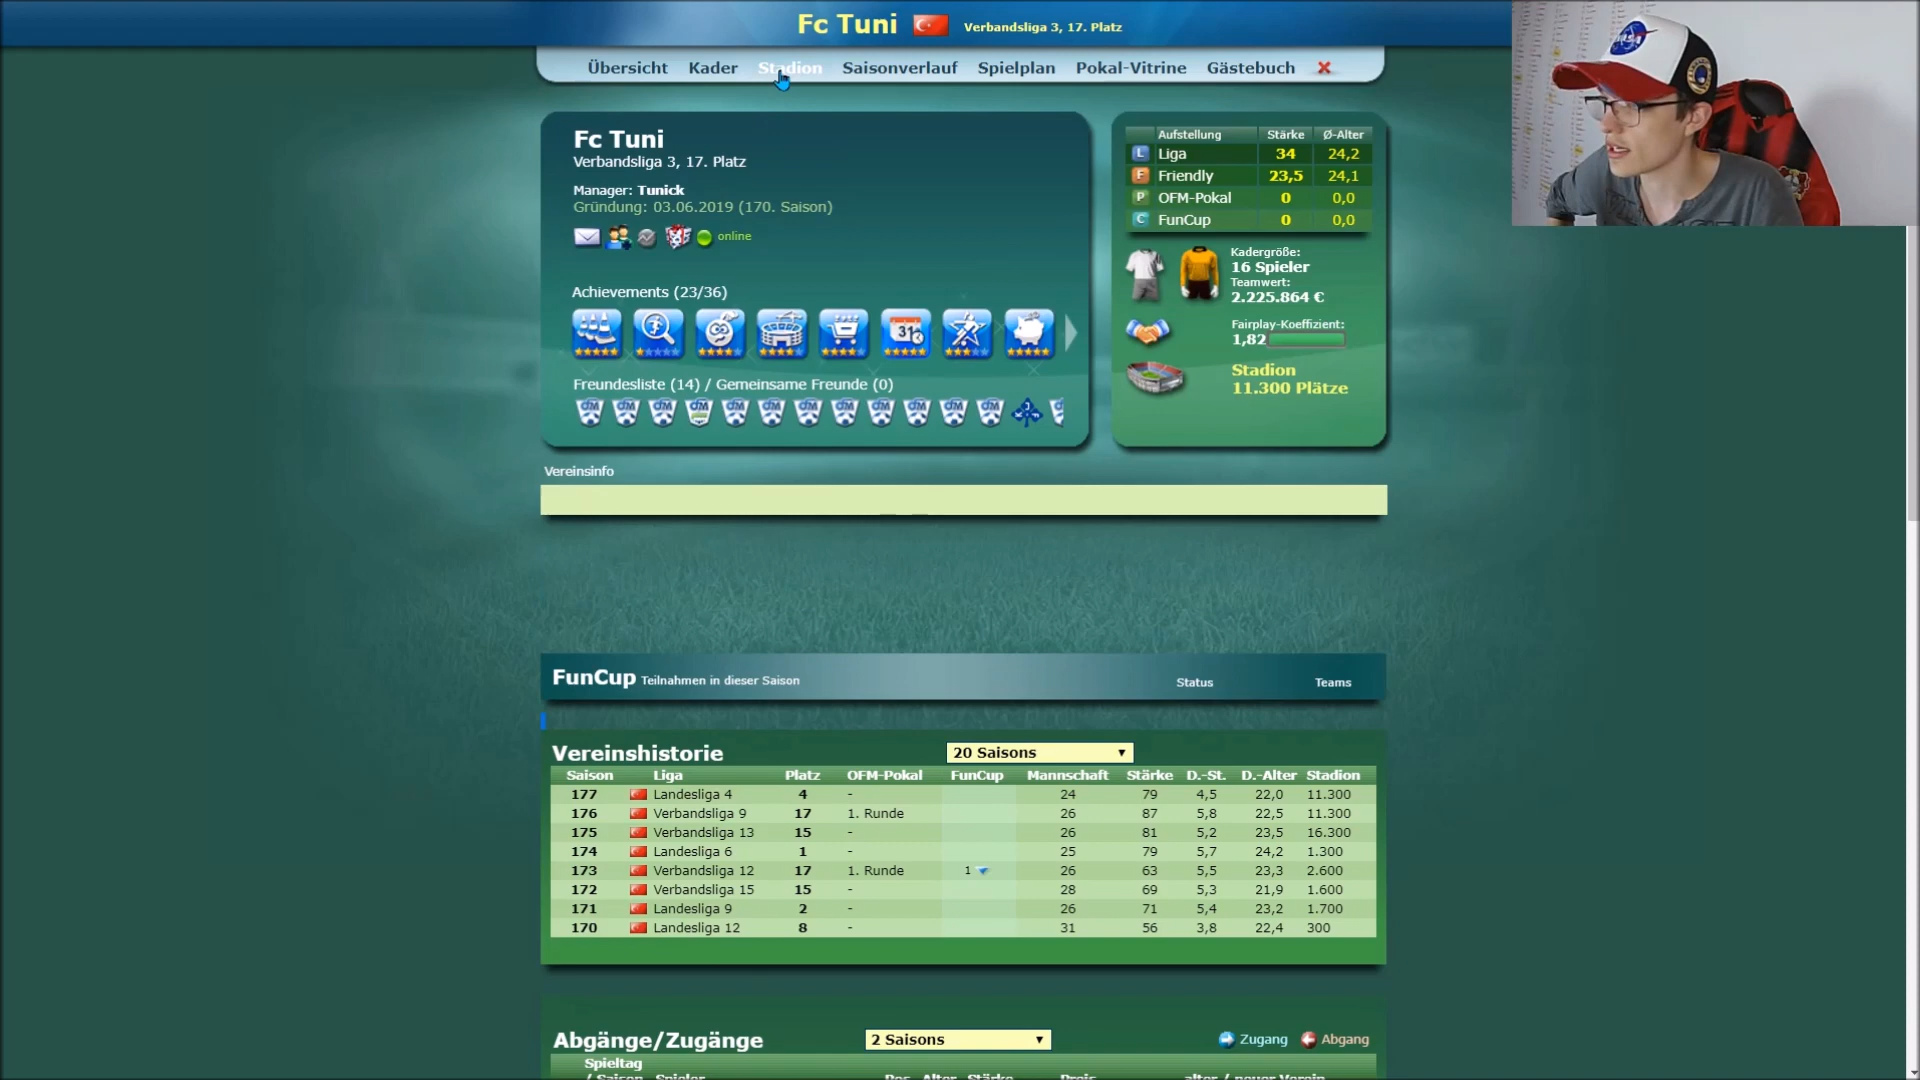 Fc Tuni Verbandsliga 3, 17. Platz
Übersicht Kader Stadion Saisonverlauf Spielplan Pokal-Vitrine Gästebuch
Fc Tuni
Verbandsliga 3, 17. Platz
Manager: Tunick
Gründung: 03.06.2019 (170. Saison)
online
Achievements (23/36)
Freundesliste (14) / Gemeinsame Freunde (0)
Aufstellung Stärke Ø-Alter
L Liga 34 24,2
F Friendly 23,5 24,1
P OFM-Pokal 0 0,0
C FunCup 0 0,0
Kadergröße:
16 Spieler
Teamwert:
2.225.864 €
Fairplay-Koeffizient:
1,82
Stadion
11.300 Plätze
Vereinsinfo
FunCup Teilnahmen in dieser Saison Status Teams
Vereinshistorie 20 Saisons
Saison Liga Platz OFM-Pokal FunCup Mannschaft Stärke D.-St. D.-Alter Stadion
177 Landesliga 4 4 - 24 79 4,5 22,0 11.300
176 Verbandsliga 9 17 1. Runde 26 87 5,8 22,5 11.300
175 Verbandsliga 13 15 - 26 81 5,2 23,5 16.300
174 Landesliga 6 1 - 25 79 5,7 24,2 1.300
173 Verbandsliga 12 17 1. Runde 1 26 63 5,5 23,3 2.600
172 Verbandsliga 15 15 - 28 69 5,3 21,9 1.600
171 Landesliga 9 2 - 26 71 5,4 23,2 1.700
170 Landesliga 12 8 - 31 56 3,8 22,4 300
Abgänge/Zugänge 2 Saisons Zugang Abgang
Spieltag
/ Saison Spieler Pos. Alter Stärke Preis alter / neuer Verein